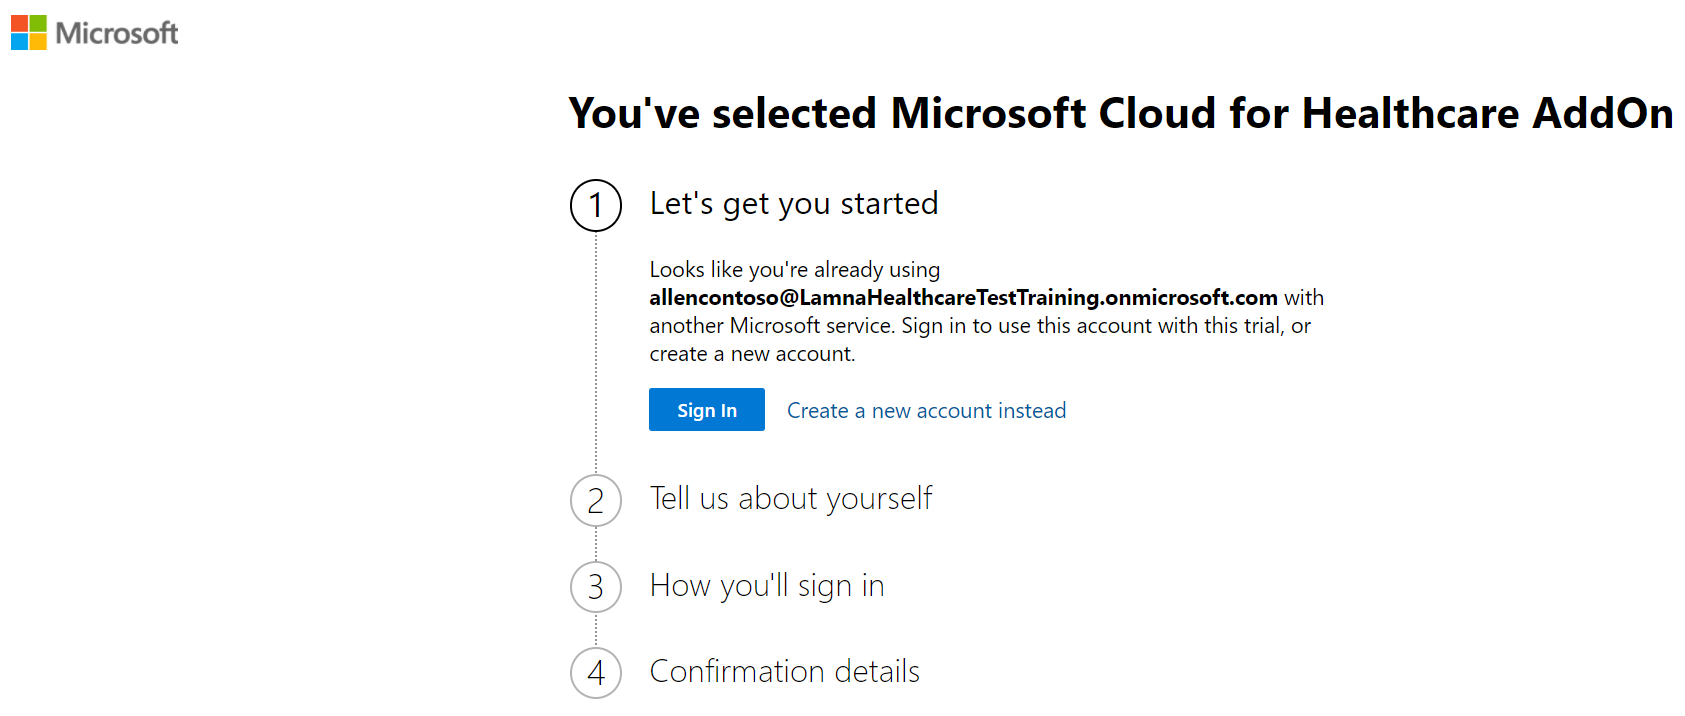 Microsoft
You've selected Microsoft Cloud for Healthcare AddOn
1 Let's get you started
Looks like you're already using
allencontoso@LamnaHealthcareTestTraining.onmicrosoft.com with
another Microsoft service. Sign in to use this account with this trial, or
create a new account.
Sign In Create a new account instead
2 Tell us about yourself
3 How you'll sign in
4 Confirmation details